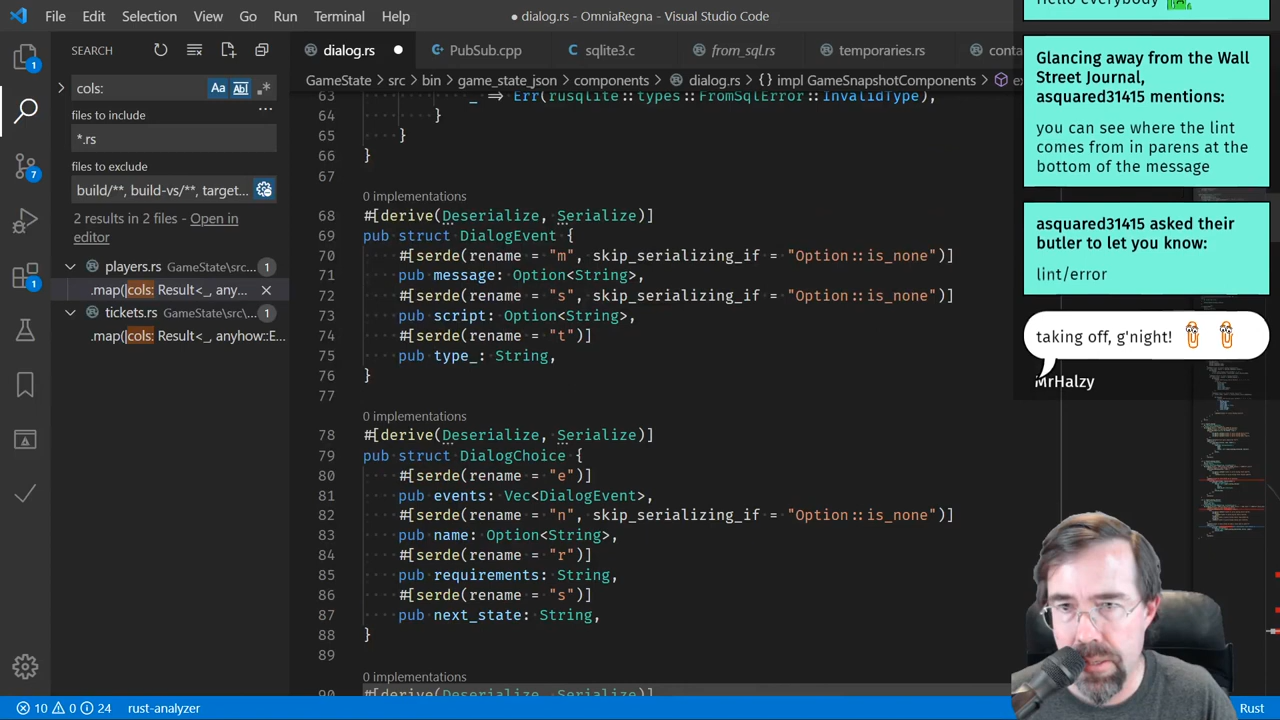 File Edit Selection View Go Run Terminal Help
dialog.rs - OmniaRegna - Visual Studio Code
SEARCH
dialog.rs
PubSub.cpp
sqlite3.c
from_sql.rs
temporaries.rs
conta
GameState > src > bin > game_state_json > components > dialog.rs > {} impl GameSnapshotComponents >
cols:
Aa
Abl
files to include
*.rs
files to exclude
build/**, build-vs/**, target...
2 results in 2 files - Open in
editor
players.rs GameState\src... 1
.map(|cols: Result<_, any...
tickets.rs GameState\src\... 1
.map(|cols: Result<_, anyhow::E...
63 _ => Err(rusqlite::types::FromSqlError::InvalidType),
64 }
65 }
66 }
67
0 implementations
68 #[derive(Deserialize, Serialize)]
69 pub struct DialogEvent {
70 #[serde(rename = "m", skip_serializing_if = "Option::is_none")]
71 pub message: Option<String>,
72 #[serde(rename = "s", skip_serializing_if = "Option::is_none")]
73 pub script: Option<String>,
74 #[serde(rename = "t")]
75 pub type_: String,
76 }
77
0 implementations
78 #[derive(Deserialize, Serialize)]
79 pub struct DialogChoice {
80 #[serde(rename = "e")]
81 pub events: Vec<DialogEvent>,
82 #[serde(rename = "n", skip_serializing_if = "Option::is_none")]
83 pub name: Option<String>,
84 #[serde(rename = "r")]
85 pub requirements: String,
86 #[serde(rename = "s")]
87 pub next_state: String,
88 }
89
0 implementations
90 #[derive(Deserialize, Serialize)]
Hello everybody
Glancing away from the Wall
Street Journal,
asquared31415 mentions:
you can see where the lint
comes from in parens at the
bottom of the message
asquared31415 asked their
butler to let you know:
lint/error
taking off, g'night!
MrHalzy
1
7
1
10 0 24 rust-analyzer
Rust